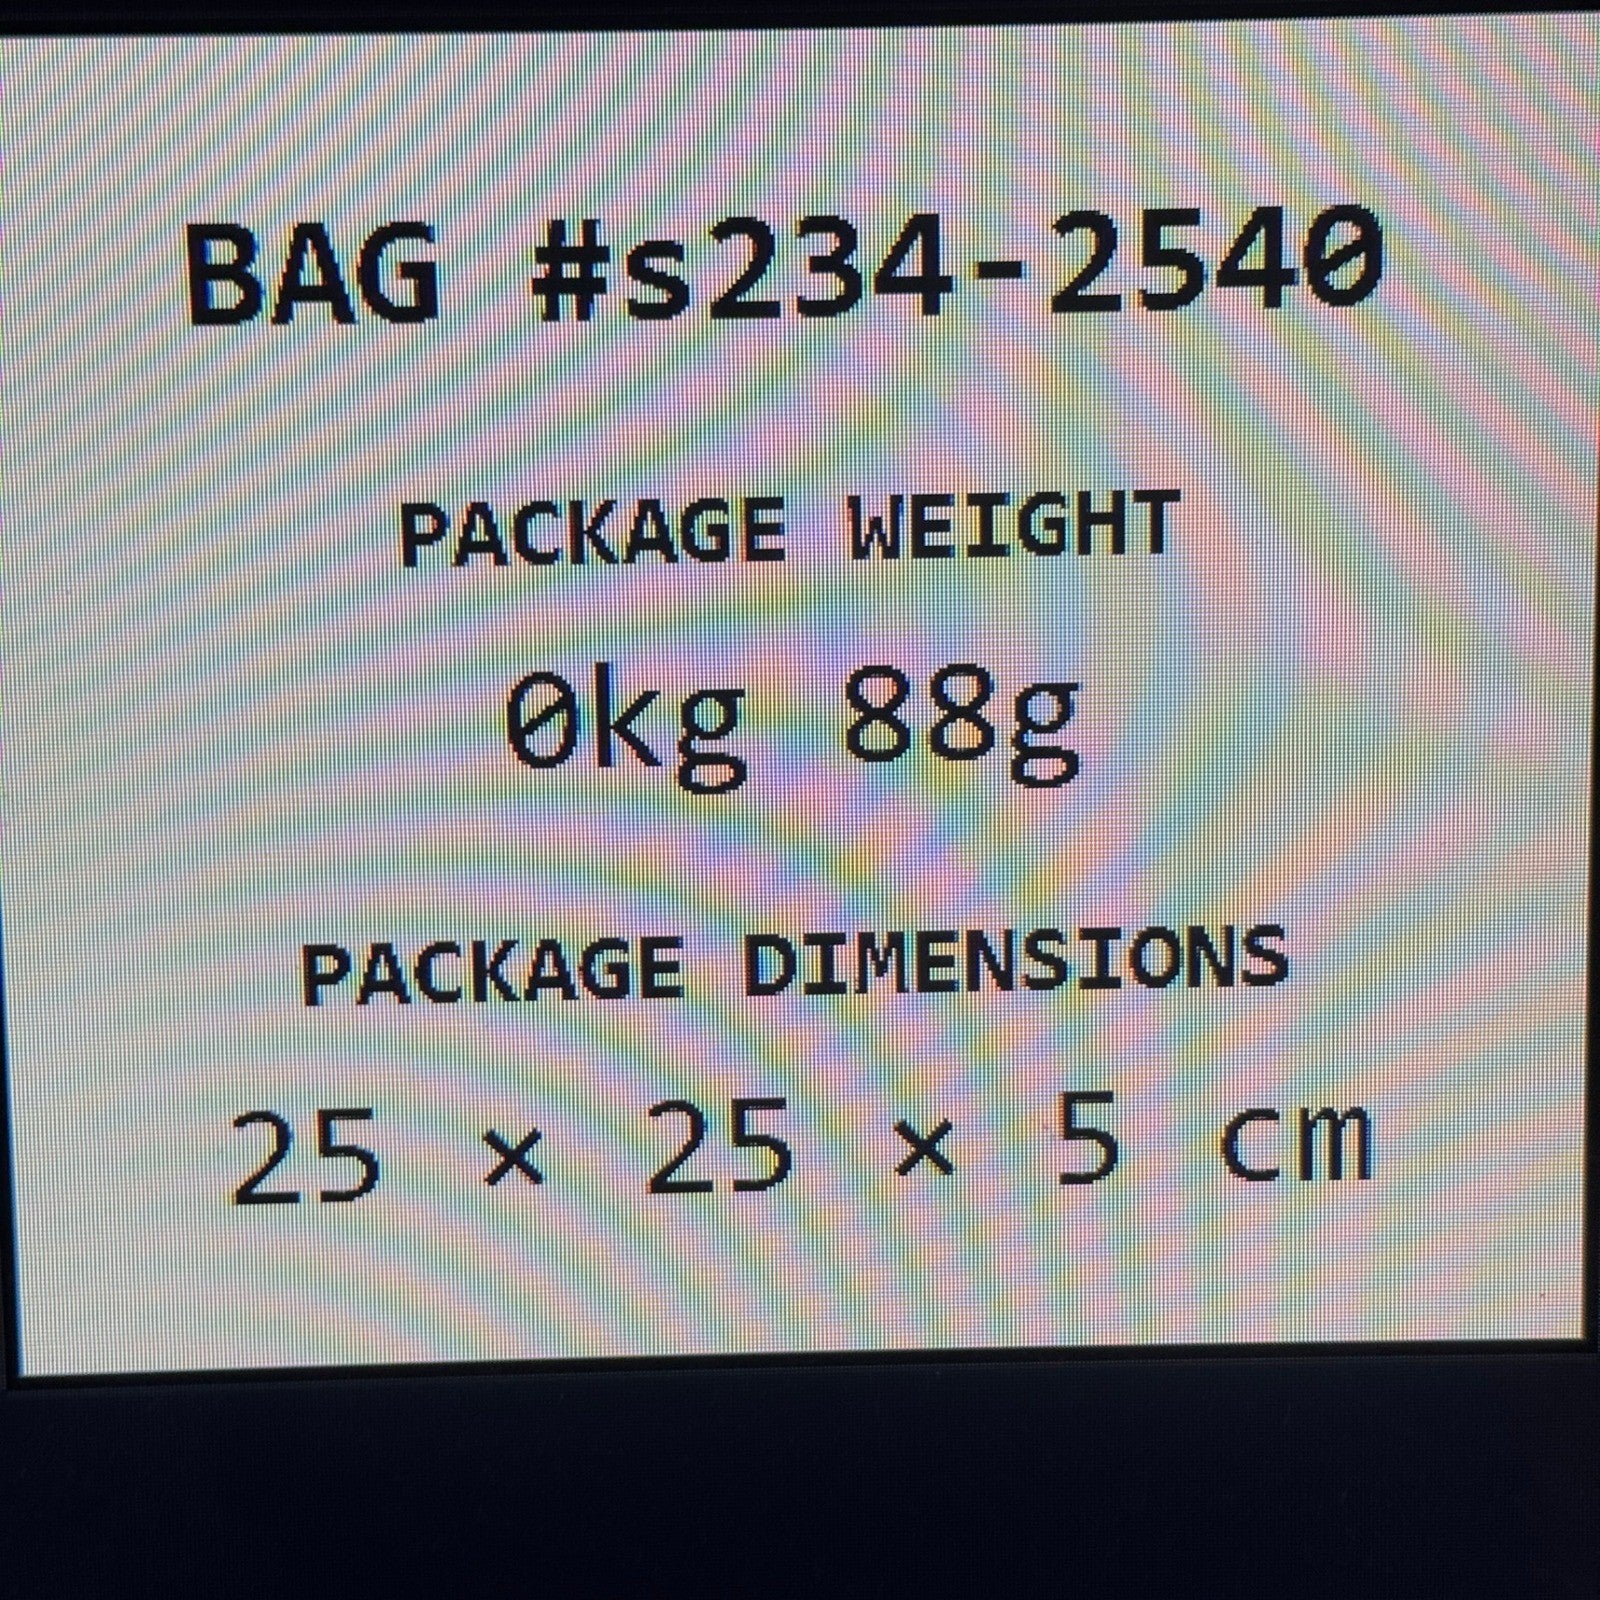 BAG #s234-2540
PACKAGE WEIGHT
0kg 88g
PACKAGE DIMENSIONS
25 × 25 × 5 cm